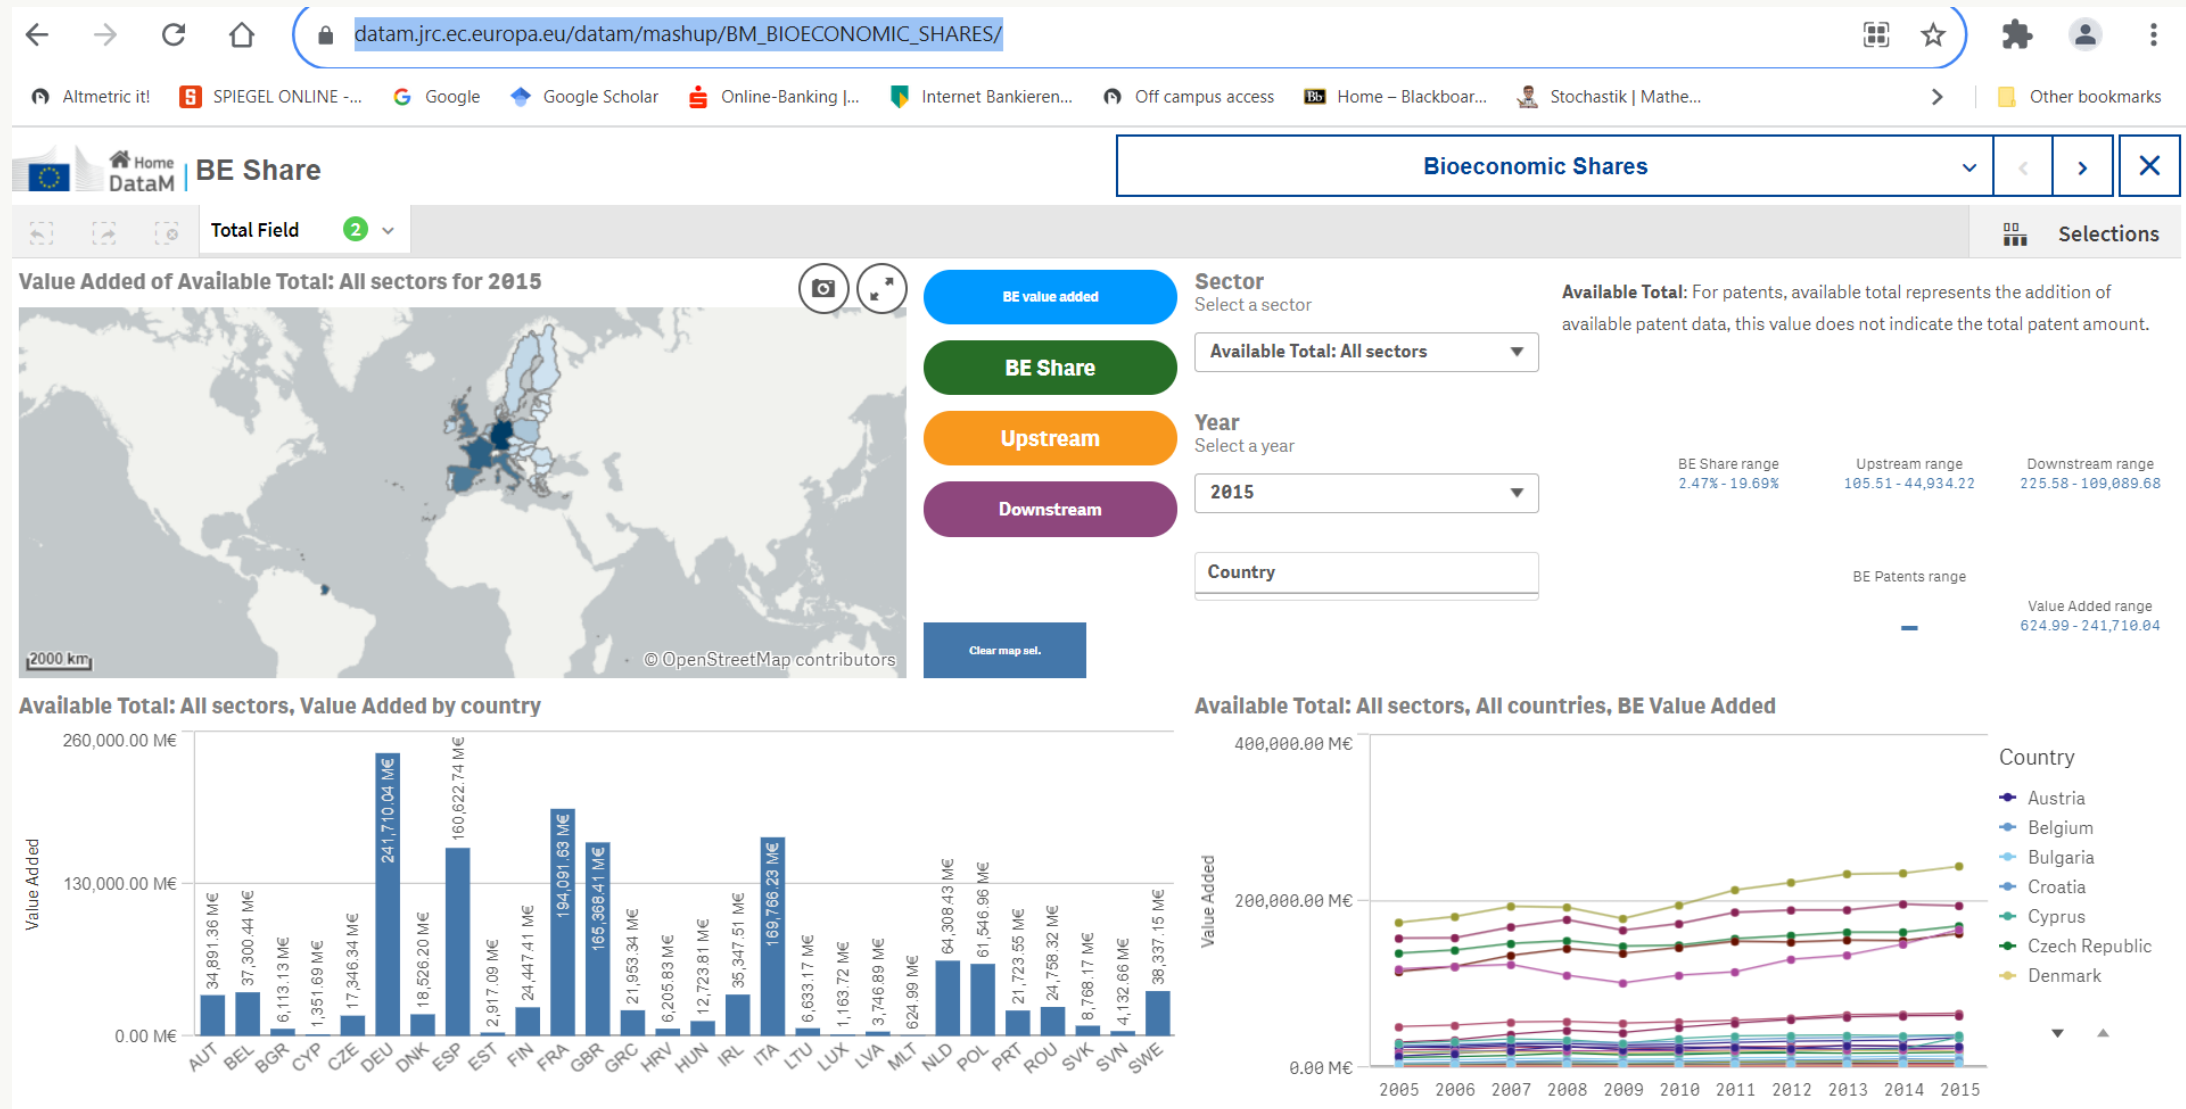 datam.jrc.ec.europa.eu/datam/mashup/BM_BIOECONOMIC_SHARES/
Altmetric it!
SPIEGEL ONLINE -...
Google
Google Scholar
Online-Banking |...
Internet Bankieren...
Off campus access
Bb
Home – Blackboar...
Stochastik | Mathe...
Other bookmarks
Home
DataM
BE Share
Bioeconomic Shares
Total Field
2
Selections
Value Added of Available Total: All sectors for 2015
2000 km
© OpenStreetMap contributors
BE value added
BE Share
Upstream
Downstream
Clear map sel.
Sector
Select a sector
Available Total: All sectors
Year
Select a year
2015
Country
Available Total: For patents, available total represents the addition of
available patent data, this value does not indicate the total patent amount.
BE Share range
2.47% - 19.69%
Upstream range
105.51 - 44,934.22
Downstream range
225.58 - 109,089.68
BE Patents range
Value Added range
624.99 - 241,710.04
Available Total: All sectors, Value Added by country
Value Added
260,000.00 M€
130,000.00 M€
0.00 M€
34,891.36 M€
37,300.44 M€
6,113.13 M€
1,351.69 M€
17,346.34 M€
241,710.04 M€
18,526.20 M€
160,622.74 M€
2,917.09 M€
24,447.41 M€
194,091.63 M€
165,368.41 M€
21,953.34 M€
6,205.83 M€
12,723.81 M€
35,347.51 M€
169,766.23 M€
6,633.17 M€
1,163.72 M€
3,746.89 M€
624.99 M€
64,308.43 M€
61,546.96 M€
21,723.55 M€
24,758.32 M€
8,768.17 M€
4,132.66 M€
38,337.15 M€
AUT
BEL
BGR
CYP
CZE
DEU
DNK
ESP
EST
FIN
FRA
GBR
GRC
HRV
HUN
IRL
ITA
LTU
LUX
LVA
MLT
NLD
POL
PRT
ROU
SVK
SVN
SWE
Available Total: All sectors, All countries, BE Value Added
Value Added
400,000.00 M€
200,000.00 M€
0.00 M€
2005
2006
2007
2008
2009
2010
2011
2012
2013
2014
2015
Country
Austria
Belgium
Bulgaria
Croatia
Cyprus
Czech Republic
Denmark